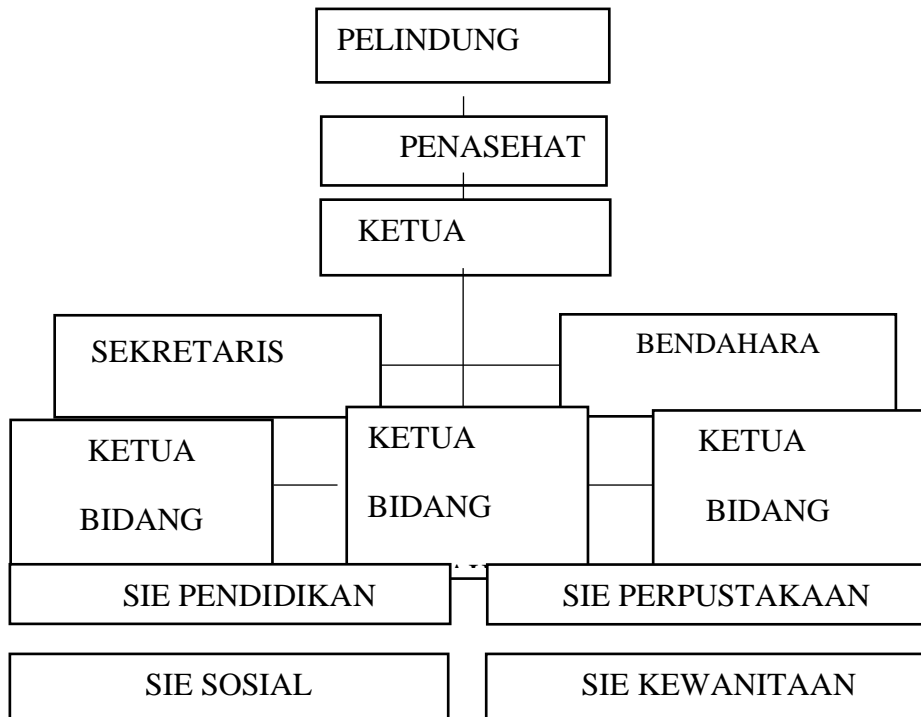 PELINDUNG
PENASEHAT
KETUA
SEKRETARIS
BENDAHARA
KETUA
BIDANG
KETUA
BIDANG
KETUA
BIDANG
SIE PENDIDIKAN
SIE PERPUSTAKAAN
SIE SOSIAL
SIE KEWANITAAN